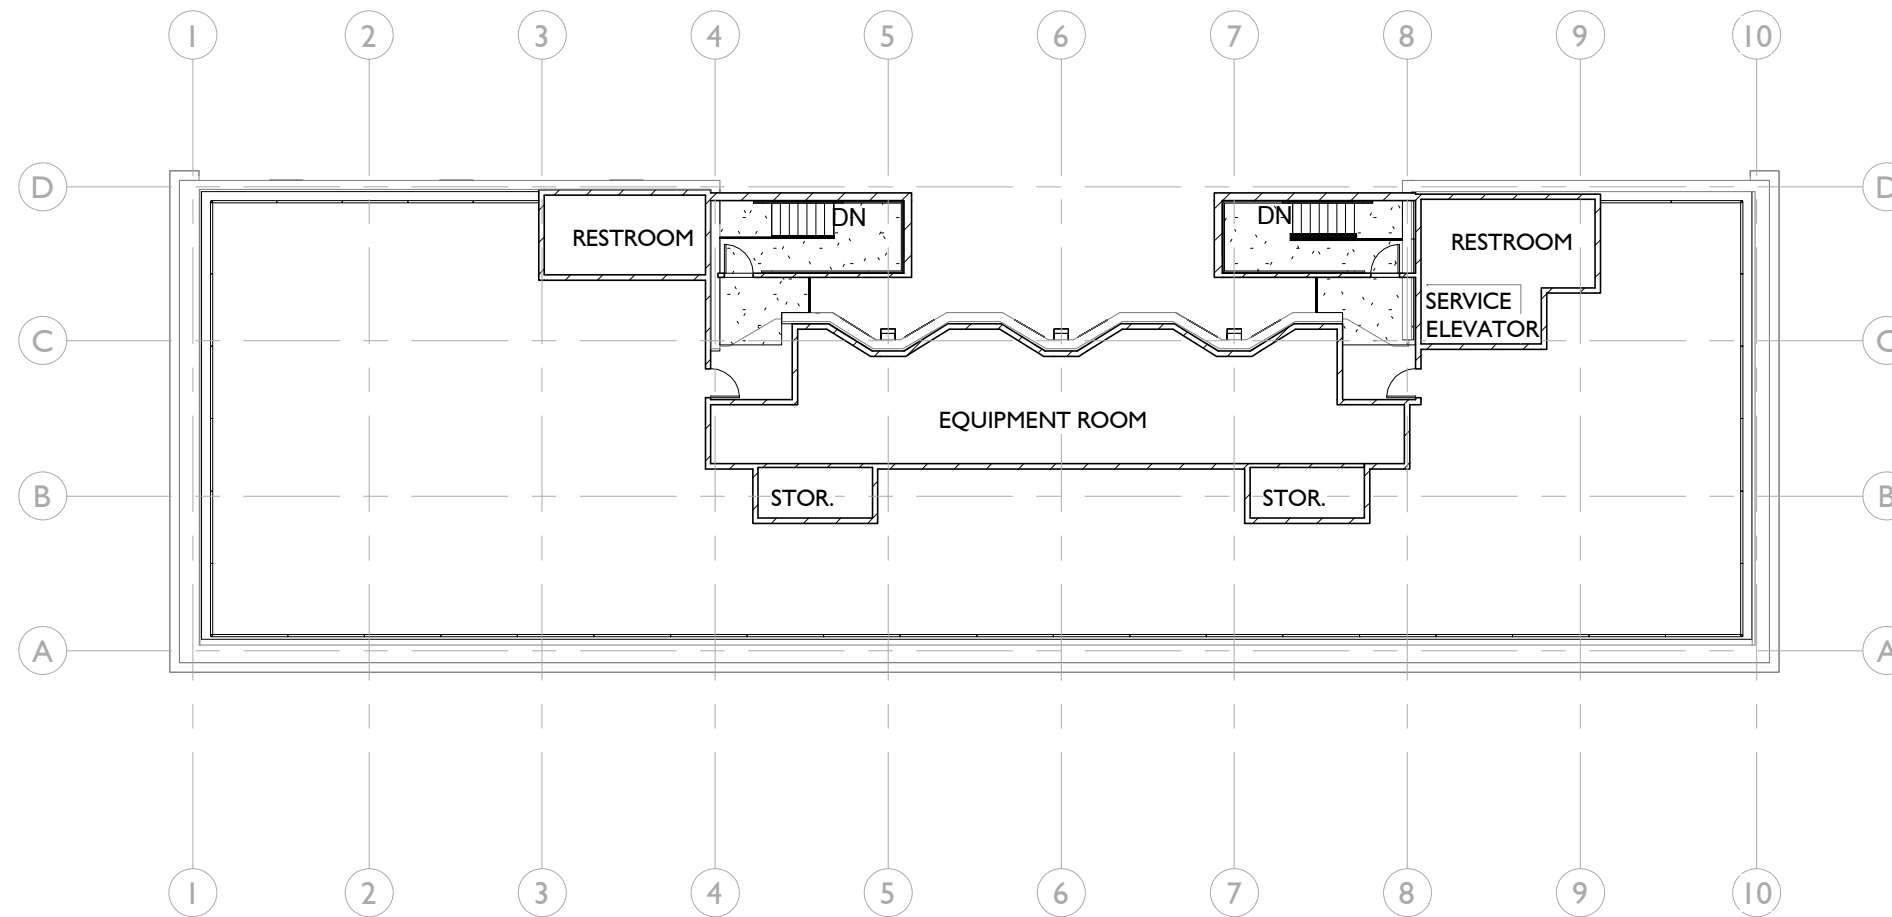 1 2 3 4 5 6 7 8 9 10
D D
DN DN
RESTROOM RESTROOM
SERVICE
ELEVATOR
C C
EQUIPMENT ROOM
B STOR. STOR. B
A A
1 2 3 4 5 6 7 8 9 10